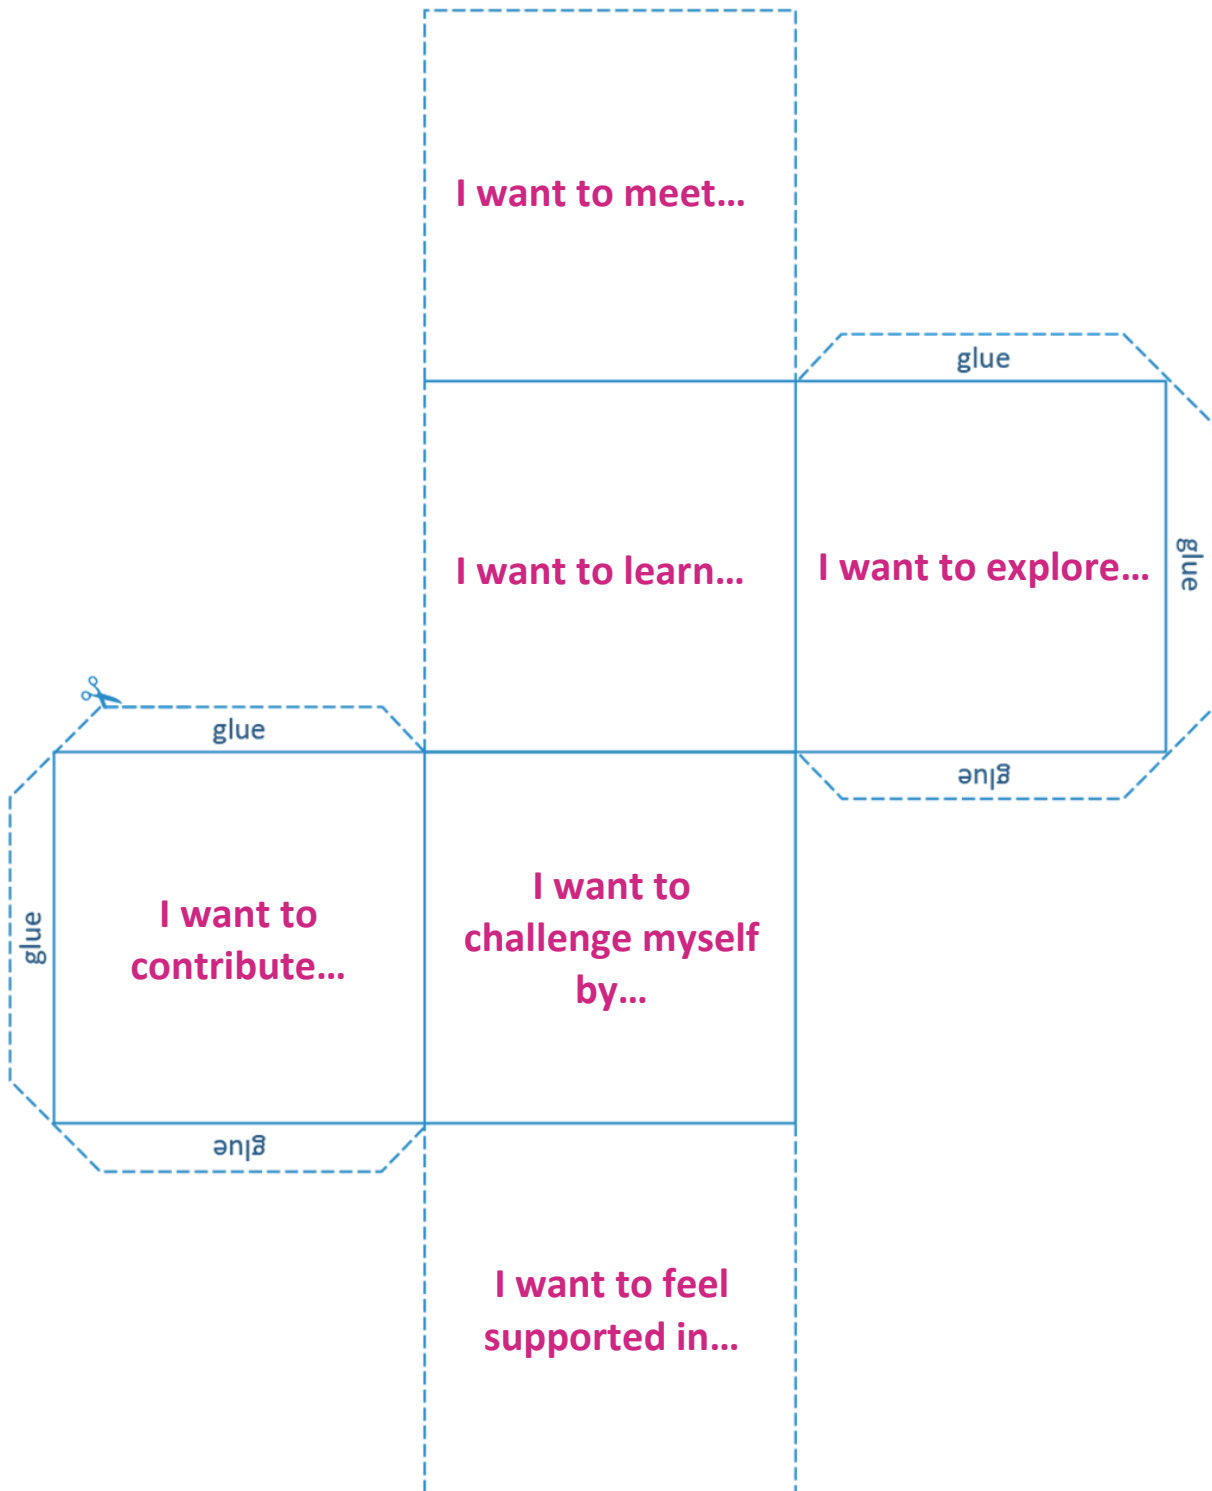 I want to meet...
glue
I want to learn...
I want to explore...
glue
glue
glue
glue
I want to
contribute...
I want to
challenge myself
by...
glue
I want to feel
supported in...